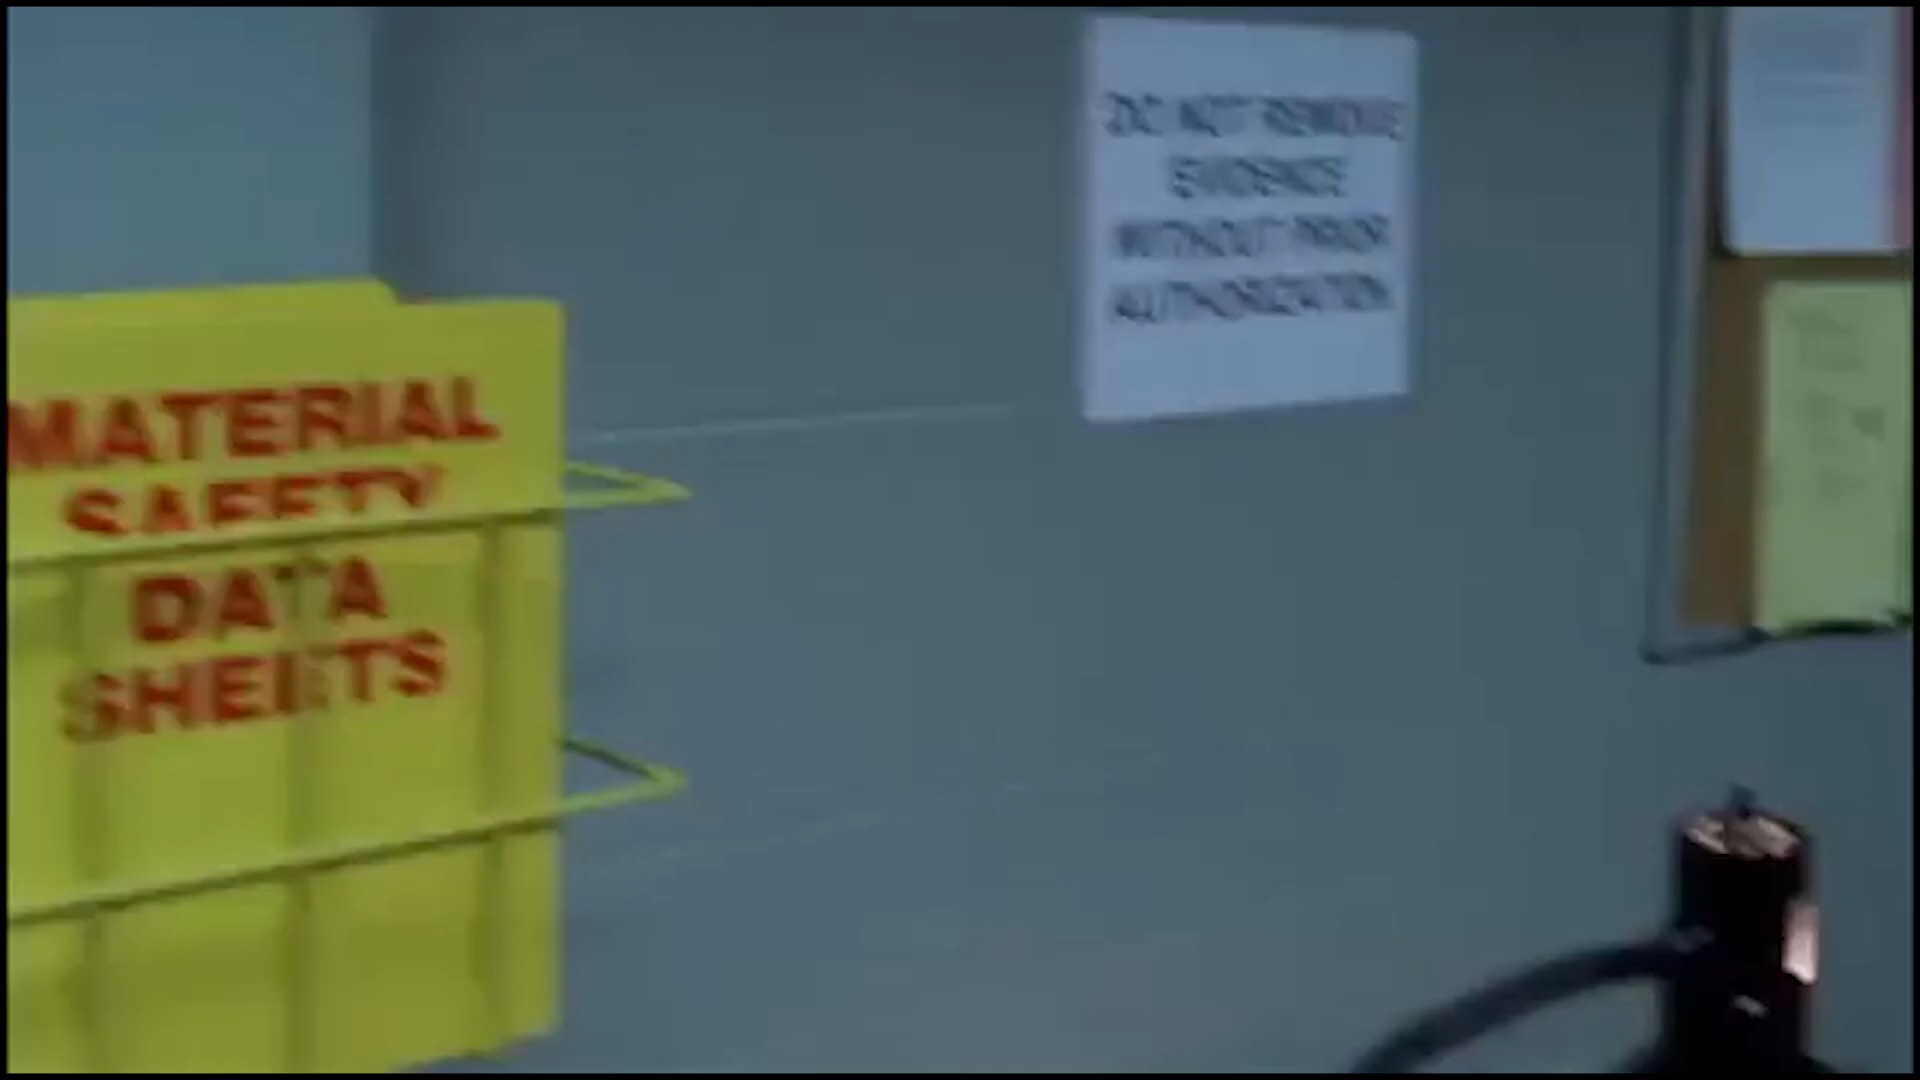 MATERIAL
SAFETY
DATA
SHEETS
DO NOT REMOVE
EVIDENCE
WITHOUT PRIOR
AUTHORIZATION